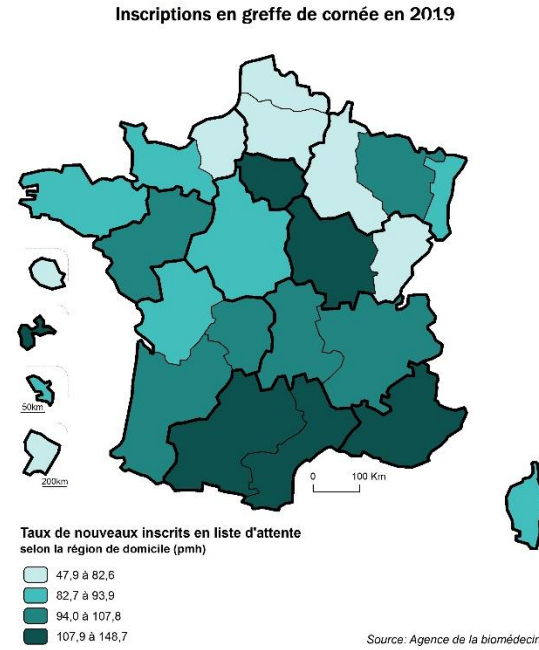 Inscriptions en greffe de cornée en 2019
50km
200km
0 100 Km
Taux de nouveaux inscrits en liste d'attente
selon la région de domicile (pmh)
47,9 à 82,6
82,7 à 93,9
94,0 à 107,8
107,9 à 148,7
Source: Agence de la biomédecin